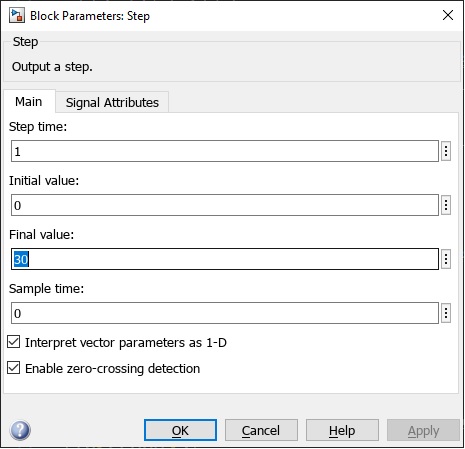 Block Parameters: Step
Step
Output a step.
Main Signal Attributes
Step time:
1
Initial value:
0
Final value:
30
Sample time:
0
Interpret vector parameters as 1-D
Enable zero-crossing detection
OK Cancel Help Apply